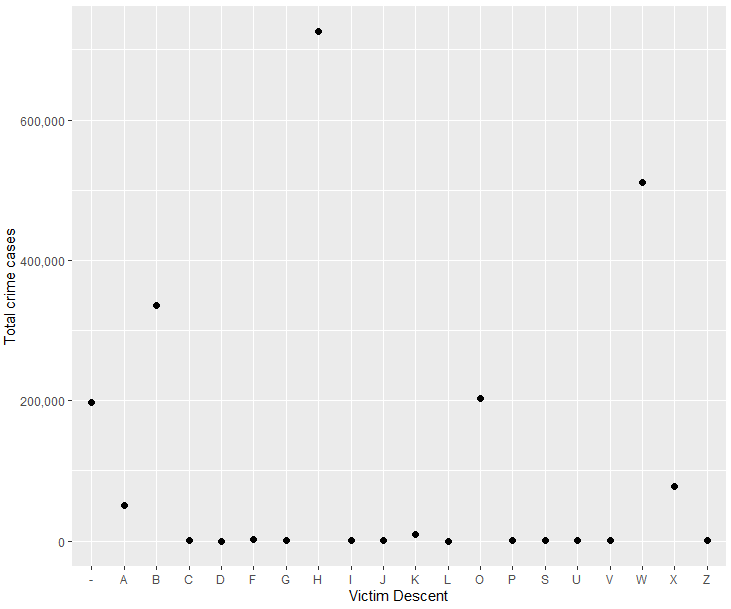 Total crime cases
600,000
400,000
200,000
0
- A B C D F G H I J K L O P S U V W X Z
Victim Descent